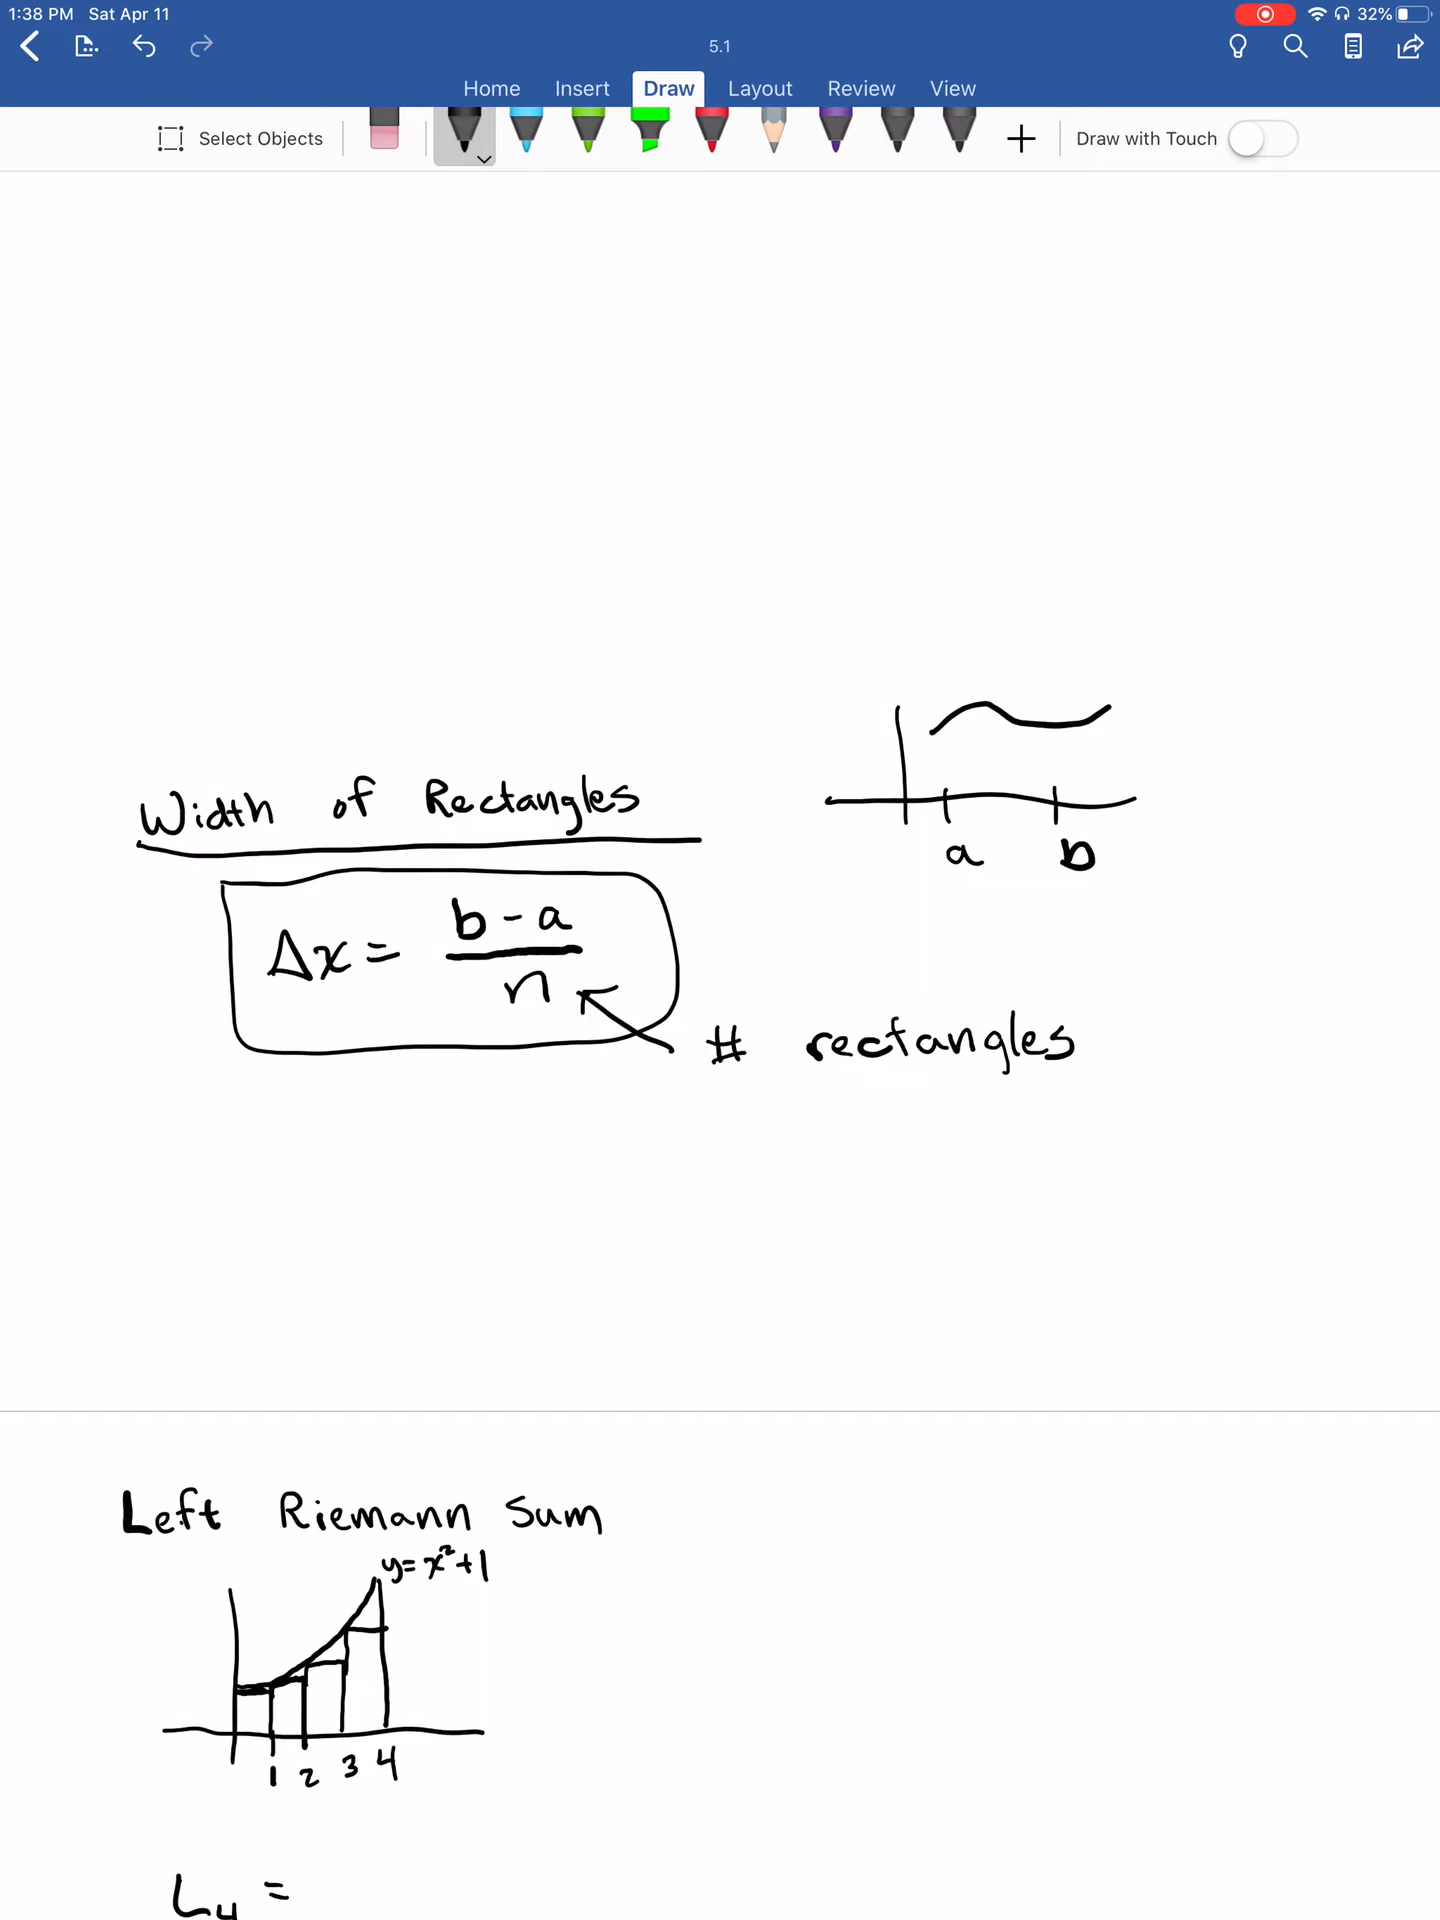 1:38 PM Sat Apr 11
32%
5.1
Home Insert Draw Layout Review View
Select Objects
Draw with Touch
Width of Rectangles
a b
Δx = b - a / n
# rectangles
Left Riemann Sum
y = x² + 1
1 2 3 4
L₄ =